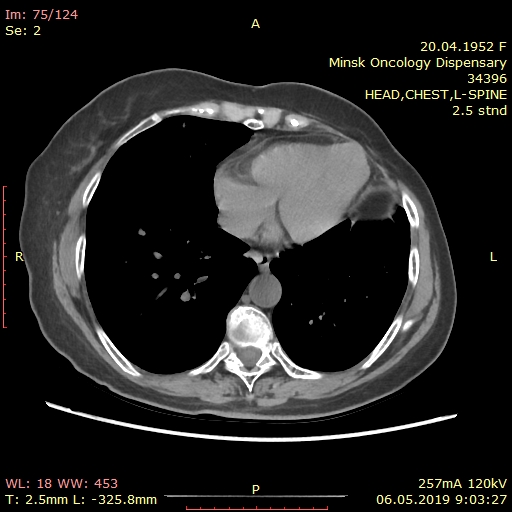 Im: 75/124
Se: 2
A
20.04.1952 F
Minsk Oncology Dispensary
34396
HEAD,CHEST,L-SPINE
2.5 stnd
R
L
WL: 18 WW: 453
T: 2.5mm L: -325.8mm
P
257mA 120kV
06.05.2019 9:03:27